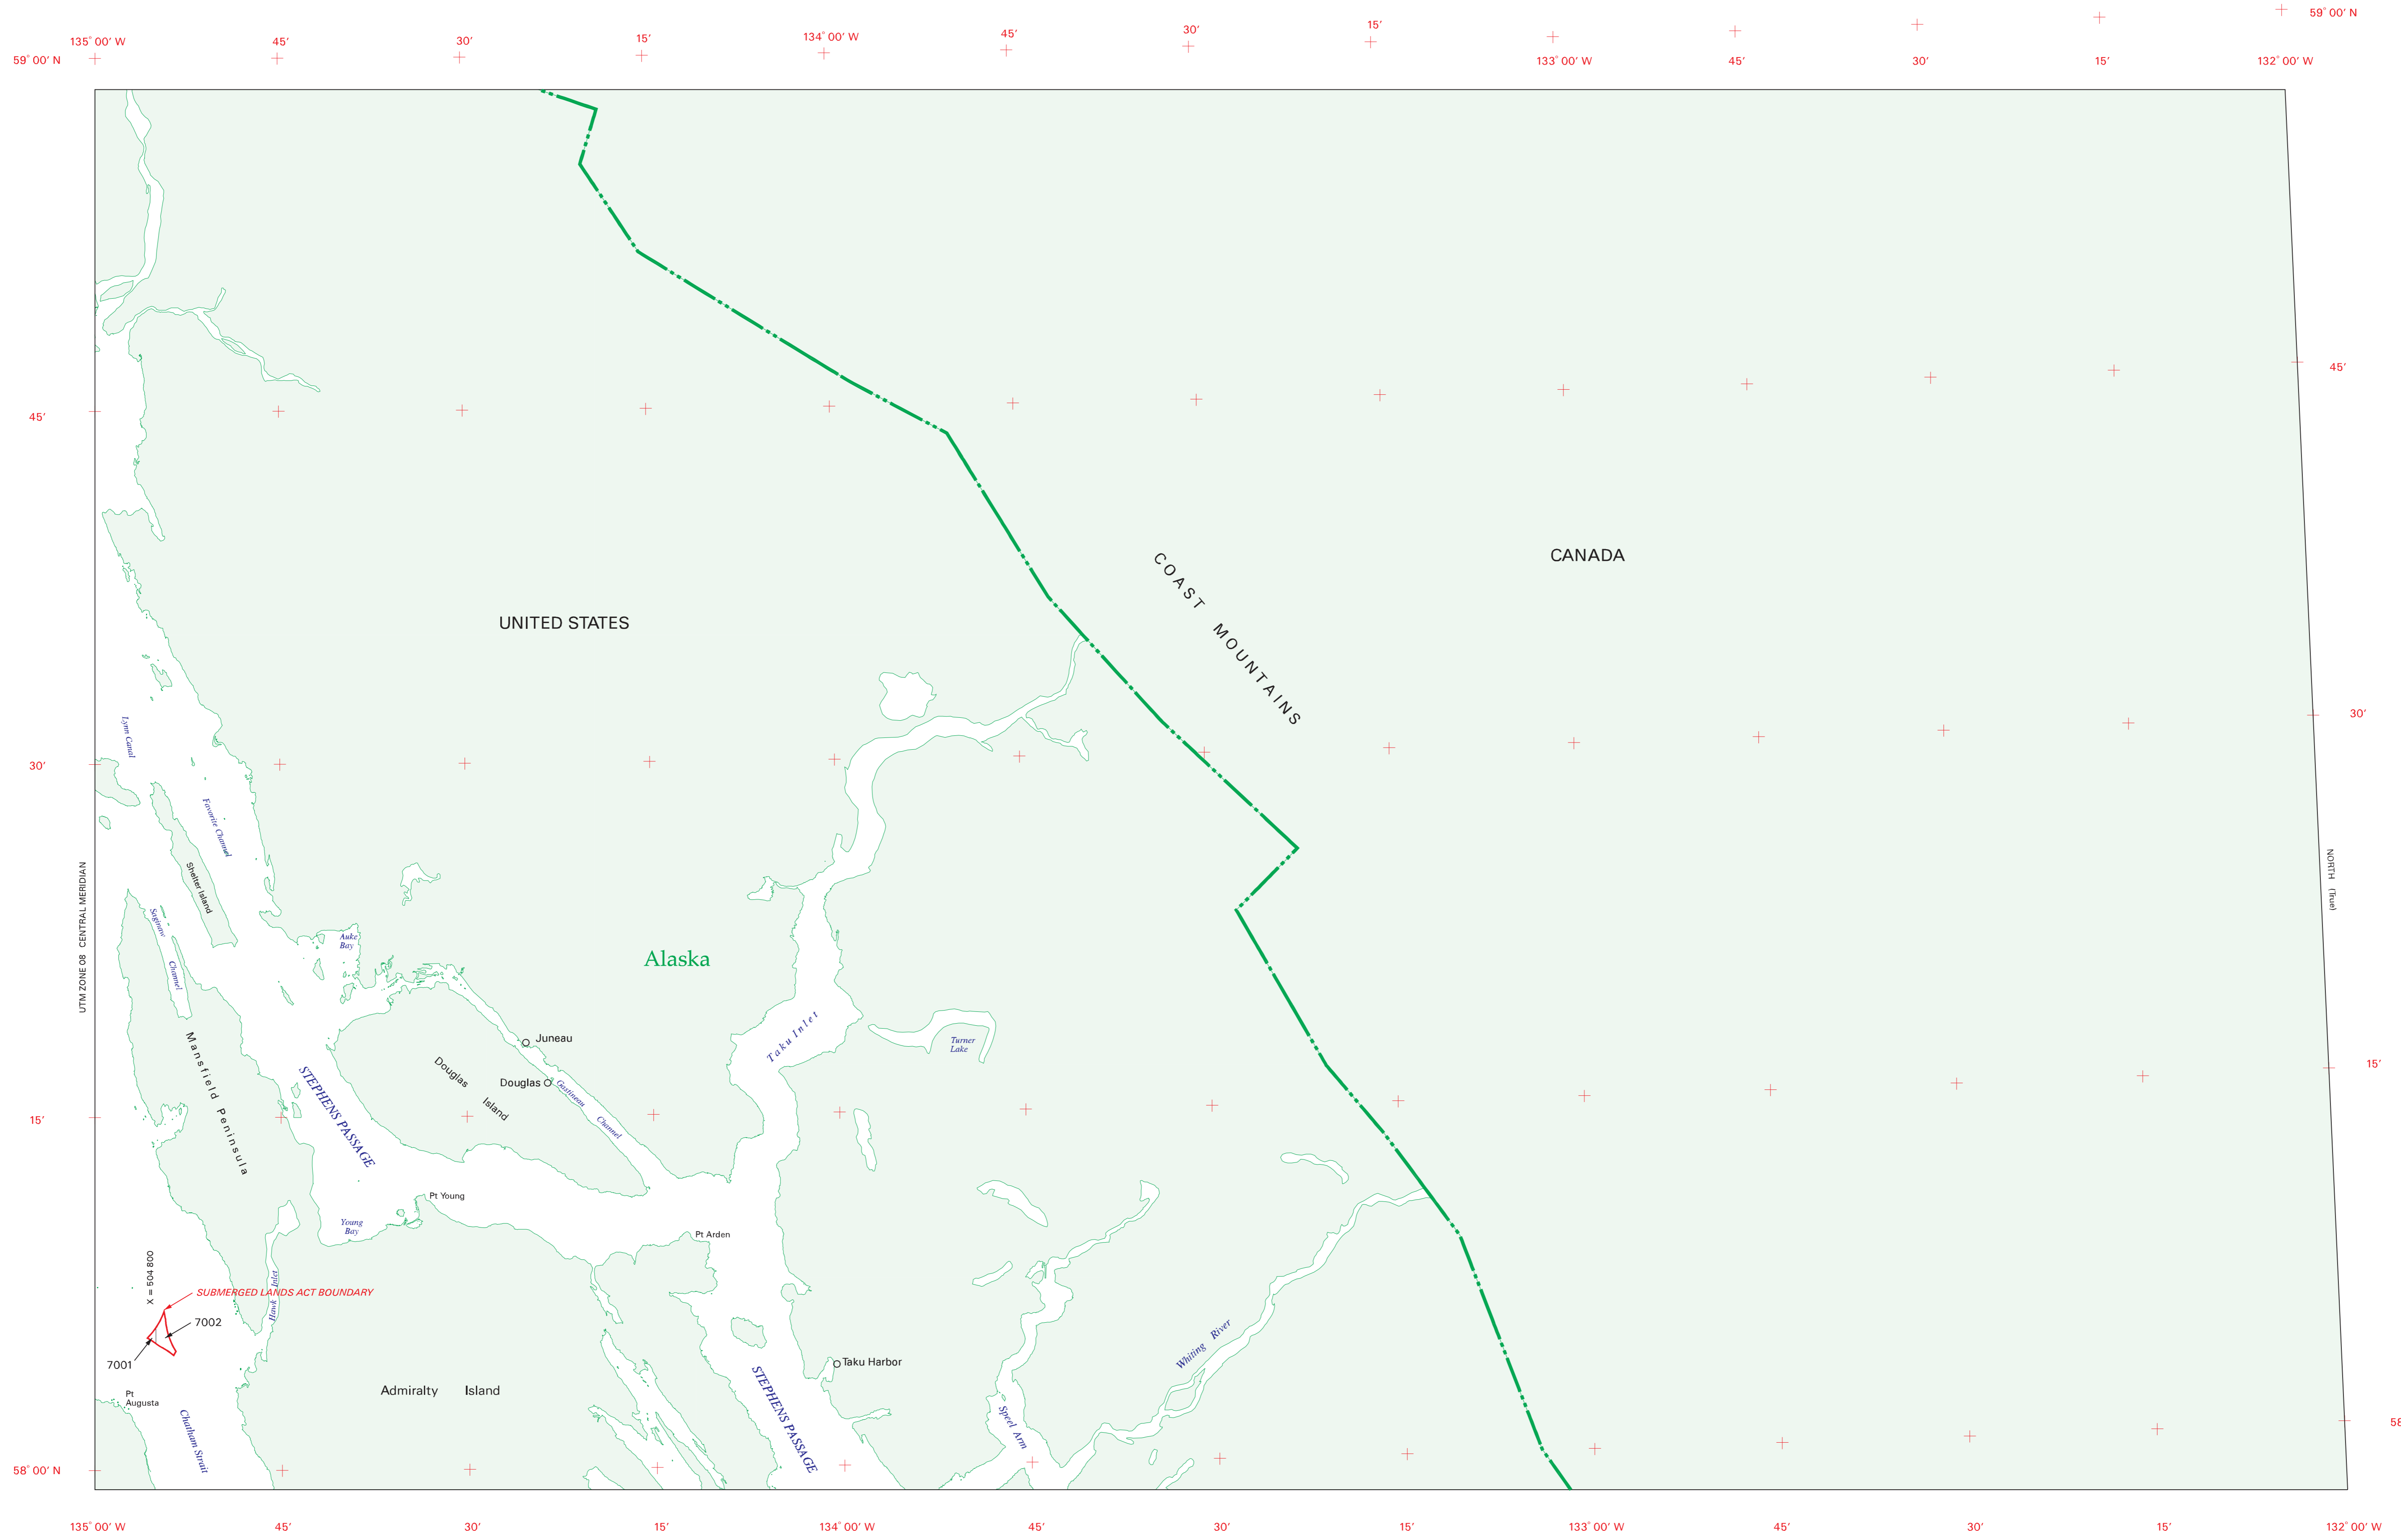 59° 00' N
135° 00' W
45'
30'
15'
134° 00' W
45'
30'
15'
133° 00' W
45'
30'
15'
132° 00' W
59° 00' N
45'
45'
CANADA
COAST MOUNTAINS
UNITED STATES
30'
30'
Lynn Canal
Favorite Channel
Shelter Island
UTM ZONE 08 CENTRAL MERIDIAN
NORTH (True)
Saginaw Channel
Auke
Bay
Alaska
Mansfield Peninsula
Juneau
Taku Inlet
Turner
Lake
Douglas Island
Douglas
Gastineau Channel
STEPHENS PASSAGE
15'
15'
Pt Young
Young
Bay
Pt Arden
X = 504 800
Hawk Inlet
SUBMERGED LANDS ACT BOUNDARY
7002
7001
Whiting River
Taku Harbor
Admiralty Island
STEPHENS PASSAGE
Pt
Augusta
Chatham Strait
Speel Arm
58
58° 00' N
135° 00' W
45'
30'
15'
134° 00' W
45'
30'
15'
133° 00' W
45'
30'
15'
132° 00' W